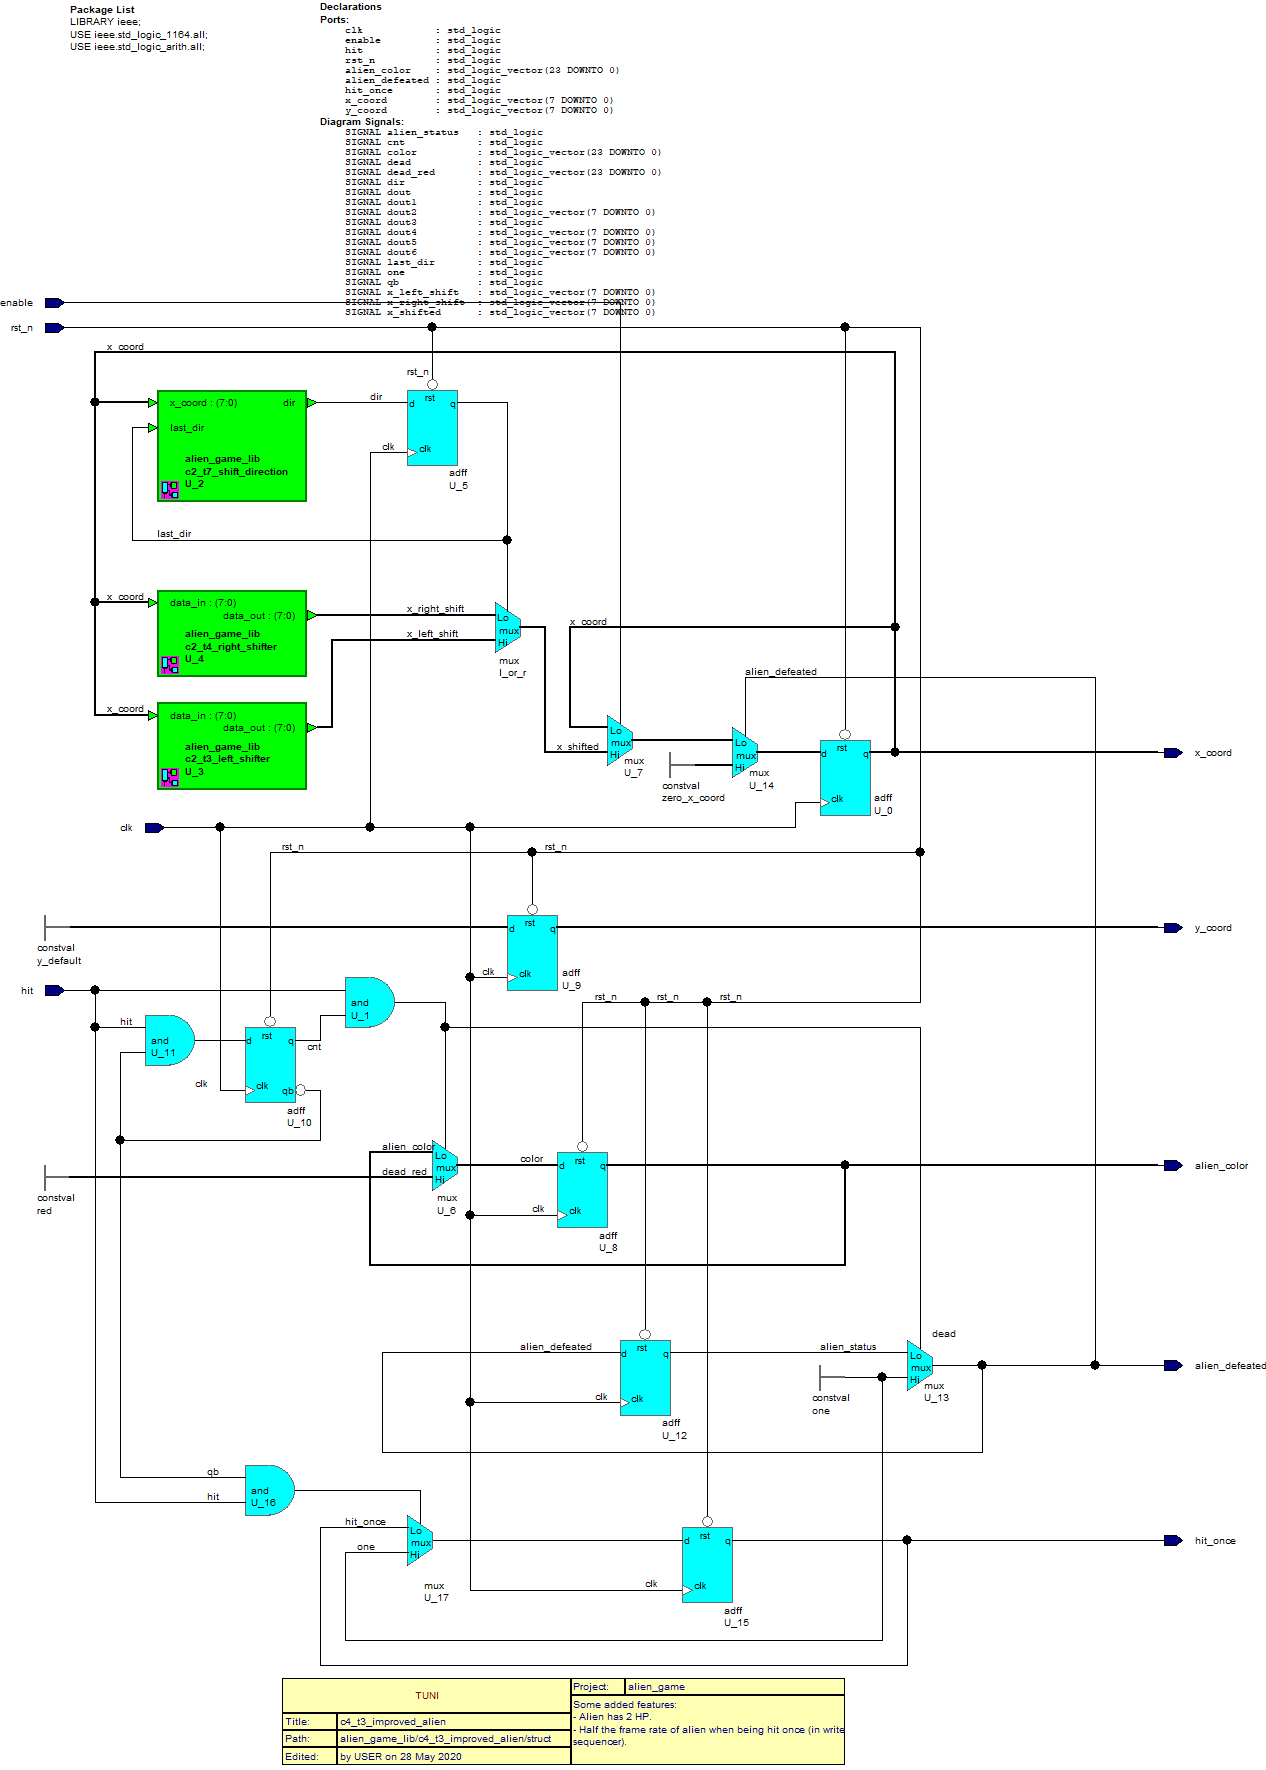 Package List
LIBRARY ieee;
USE ieee.std_logic_1164.all;
USE ieee.std_logic_arith.all;
Declarations
Ports:
clk : std_logic
enable : std_logic
hit : std_logic
rst_n : std_logic
alien_color : std_logic_vector(23 DOWNTO 0)
alien_defeated : std_logic
hit_once : std_logic
x_coord : std_logic_vector(7 DOWNTO 0)
y_coord : std_logic_vector(7 DOWNTO 0)
Diagram Signals:
SIGNAL alien_status : std_logic
SIGNAL cnt : std_logic
SIGNAL color : std_logic_vector(23 DOWNTO 0)
SIGNAL dead : std_logic
SIGNAL dead_red : std_logic_vector(23 DOWNTO 0)
SIGNAL dir : std_logic
SIGNAL dout : std_logic
SIGNAL dout1 : std_logic
SIGNAL dout2 : std_logic_vector(7 DOWNTO 0)
SIGNAL dout3 : std_logic
SIGNAL dout4 : std_logic_vector(7 DOWNTO 0)
SIGNAL dout5 : std_logic_vector(7 DOWNTO 0)
SIGNAL dout6 : std_logic_vector(7 DOWNTO 0)
SIGNAL last_dir : std_logic
SIGNAL one : std_logic
SIGNAL qb : std_logic
SIGNAL x_left_shift : std_logic_vector(7 DOWNTO 0)
SIGNAL x_right_shift : std_logic_vector(7 DOWNTO 0)
SIGNAL x_shifted : std_logic_vector(7 DOWNTO 0)
enable
rst_n
x_coord
rst_n
x_coord : (7:0) dir
last_dir
alien_game_lib
c2_t7_shift_direction
U_2
dir
rst
d q
clk
clk
adff
U_5
last_dir
x_coord
data_in : (7:0)
data_out : (7:0)
alien_game_lib
c2_t4_right_shifter
U_4
x_right_shift
x_left_shift
Lo
mux
Hi
mux
l_or_r
x_coord
x_coord
data_in : (7:0)
data_out : (7:0)
alien_game_lib
c2_t3_left_shifter
U_3
x_shifted
Lo
mux
Hi
mux
U_7
alien_defeated
constval
zero_x_coord
Lo
mux
Hi
mux
U_14
rst
d q
clk
adff
U_0
x_coord
clk
rst_n
rst_n
constval
y_default
rst
d q
clk
clk
adff
U_9
y_coord
hit
hit
and
U_11
and
U_1
cnt
rst
d q
clk
clk
qb
adff
U_10
rst_n
rst_n
rst_n
constval
red
alien_color
dead_red
Lo
mux
Hi
mux
U_6
color
rst
d q
clk
clk
adff
U_8
alien_color
alien_defeated
rst
d q
clk
clk
adff
U_12
alien_status
constval
one
dead
Lo
mux
Hi
mux
U_13
alien_defeated
qb
hit
and
U_16
hit_once
one
Lo
mux
Hi
mux
U_17
rst
d q
clk
clk
adff
U_15
hit_once
TUNI
Title: c4_t3_improved_alien
Path: alien_game_lib/c4_t3_improved_alien/struct
Edited: by USER on 28 May 2020
Project: alien_game
Some added features:
- Alien has 2 HP.
- Half the frame rate of alien when being hit once (in write
sequencer).